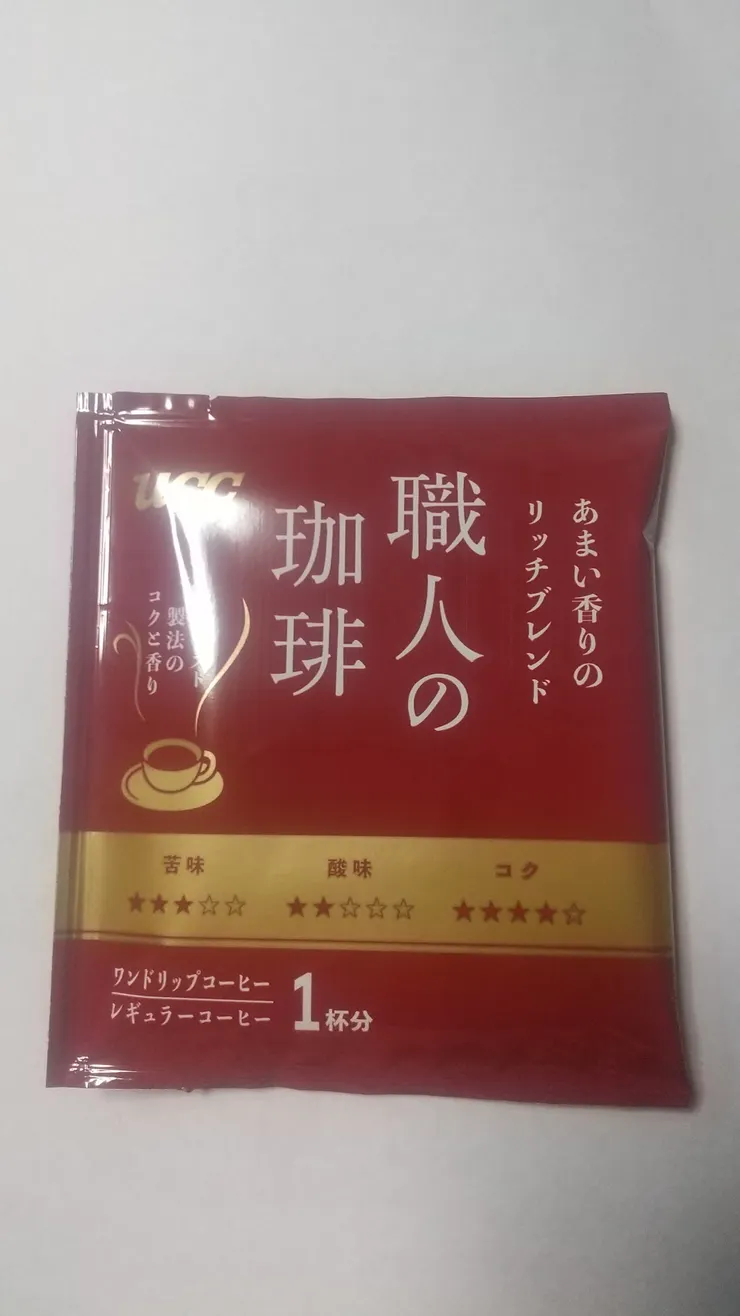 あまい香りの
リッチブレンド
職人の
珈琲
UCC
製法の
コクと香り
苦味
酸味
コク
★★★☆☆
★★☆☆☆
★★★★☆
ワンドリップコーヒー
レギュラーコーヒー
1杯分